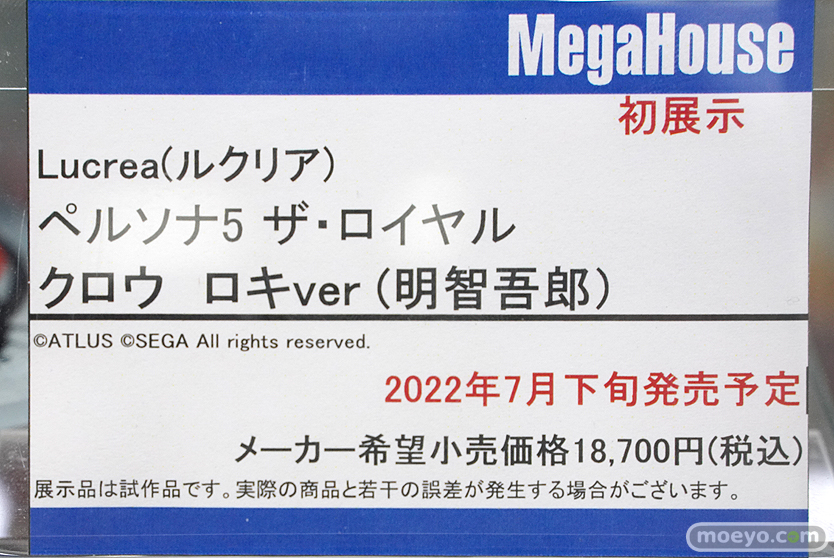 MegaHouse
初展示
Lucrea(ルクリア)
ペルソナ5 ザ・ロイヤル
クロウ　ロキver (明智吾郎)
©ATLUS ©SEGA All rights reserved.
2022年7月下旬発売予定
メーカー希望小売価格18,700円(税込)
展示品は試作品です。実際の商品と若干の誤差が発生する場合がございます。
moeyo.com